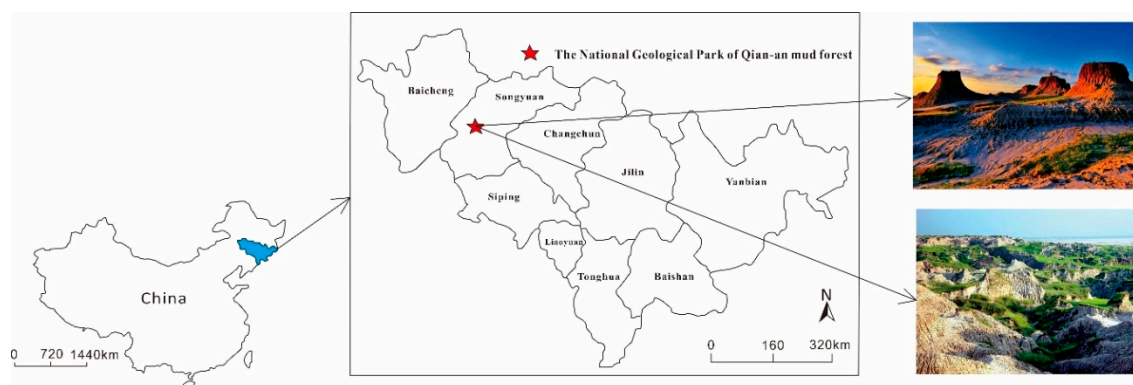 The National Geological Park of Qian-an mud forest
Baicheng
Songyuan
Changchun
Jilin
Yanbian
Siping
Liaoyuan
Tonghua
Baishan
China
N
0 720 1440km
0 160 320km